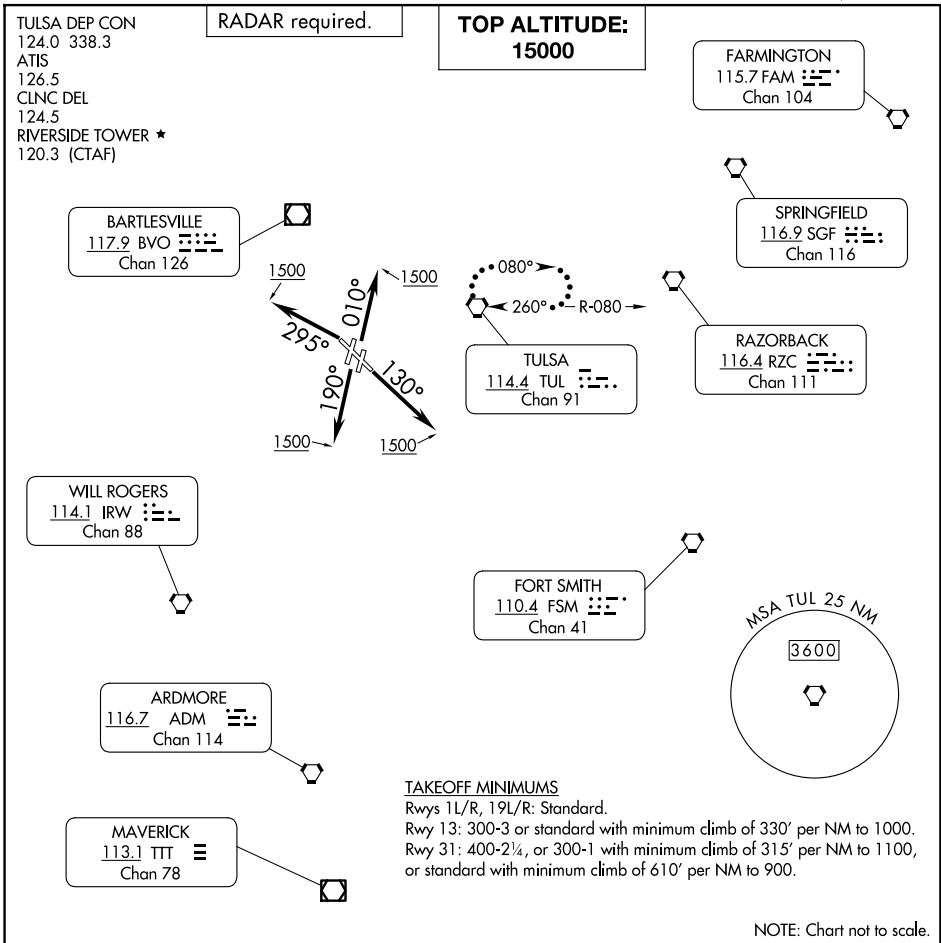 TULSA DEP CON
124.0 338.3
ATIS
126.5
CLNC DEL
124.5
RIVERSIDE TOWER ★
120.3 (CTAF)
RADAR required.
TOP ALTITUDE:
15000
FARMINGTON
115.7 FAM
Chan 104
SPRINGFIELD
116.9 SGF
Chan 116
BARTLESVILLE
117.9 BVO
Chan 126
1500
1500
295°
010°
190°
130°
1500
1500
080°
260°
R-080
TULSA
114.4 TUL
Chan 91
RAZORBACK
116.4 RZC
Chan 111
WILL ROGERS
114.1 IRW
Chan 88
FORT SMITH
110.4 FSM
Chan 41
MSA TUL 25 NM
3600
ARDMORE
116.7 ADM
Chan 114
MAVERICK
113.1 TTT
Chan 78
TAKEOFF MINIMUMS
Rwys 1L/R, 19L/R: Standard.
Rwy 13: 300-3 or standard with minimum climb of 330' per NM to 1000.
Rwy 31: 400-2¼, or 300-1 with minimum climb of 315' per NM to 1100,
or standard with minimum climb of 610' per NM to 900.
NOTE: Chart not to scale.